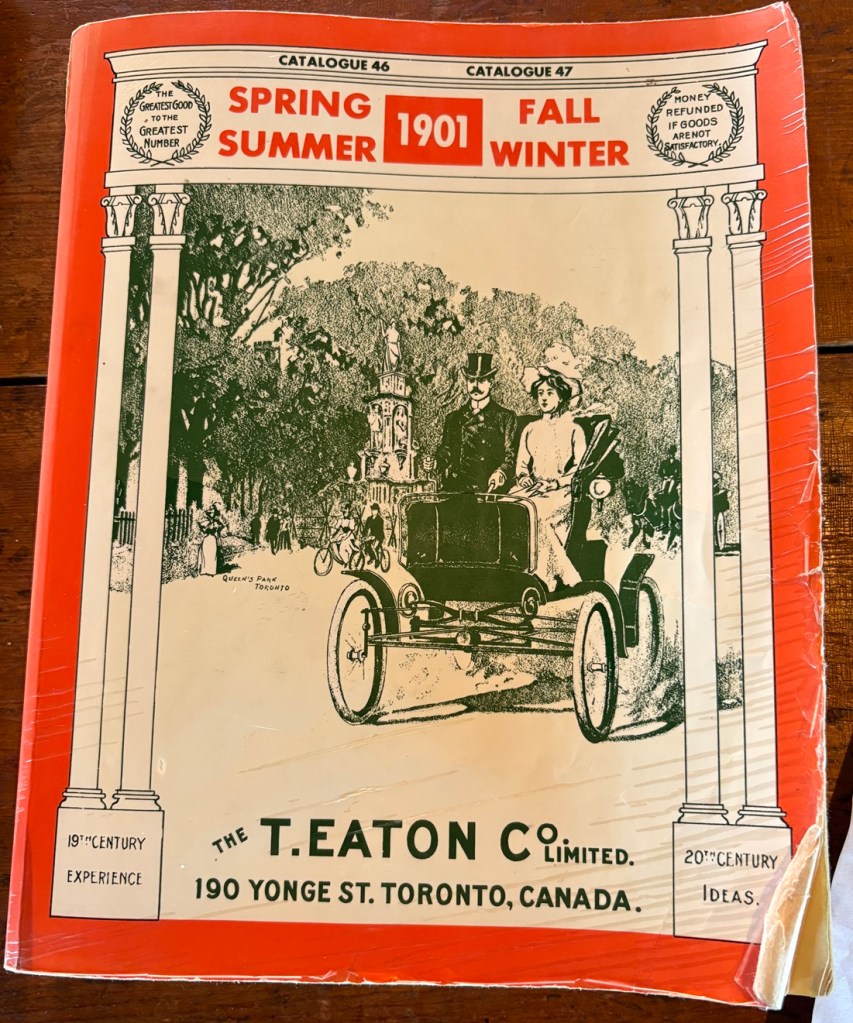 CATALOGUE 46
CATALOGUE 47
THE
GREATEST GOOD
TO THE
GREATEST
NUMBER
SPRING
SUMMER
1901
FALL
WINTER
MONEY
REFUNDED
IF GOODS
ARE NOT
SATISFACTORY.
QUEEN'S PARK
TORONTO
19TH CENTURY
EXPERIENCE
THE T. EATON CO. LIMITED.
190 YONGE ST. TORONTO, CANADA.
20TH CENTURY
IDEAS.